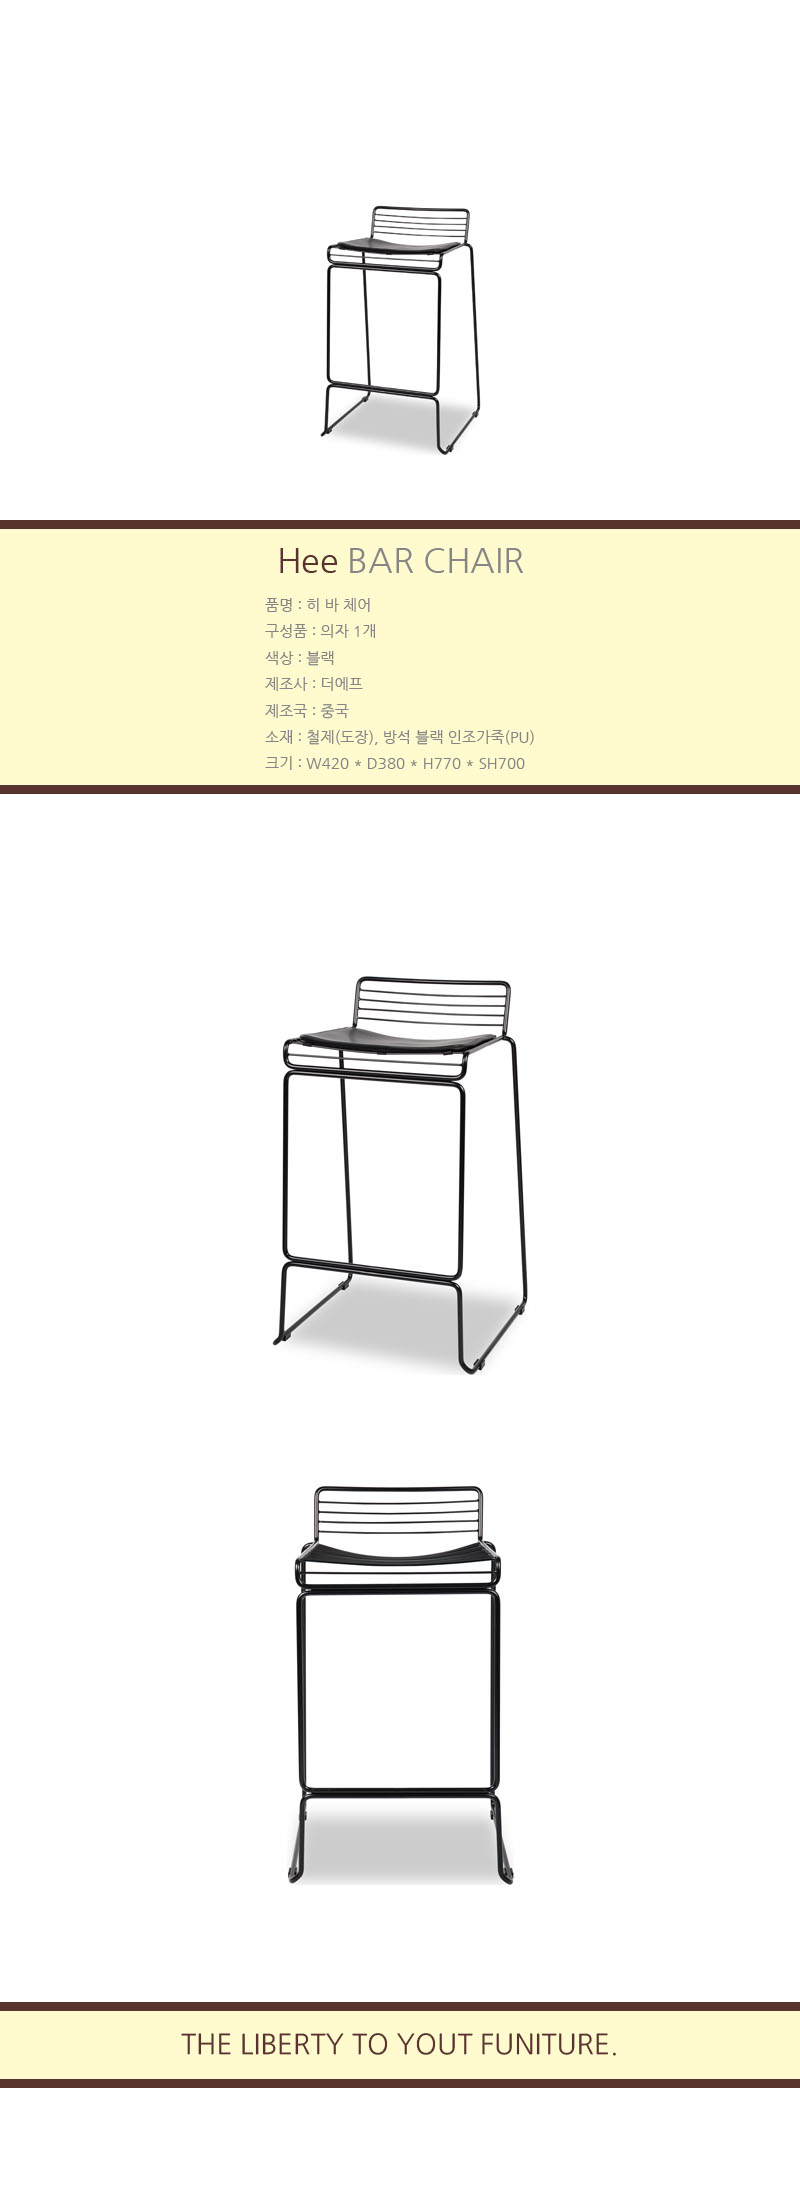 Hee BAR CHAIR
품명 : 히 바 체어
구성품 : 의자 1개
색상 : 블랙
제조사 : 더에프
제조국 : 중국
소재 : 철제(도장), 방석 블랙 인조가죽(PU)
크기 : W420 * D380 * H770 * SH700
THE LIBERTY TO YOUT FUNITURE.